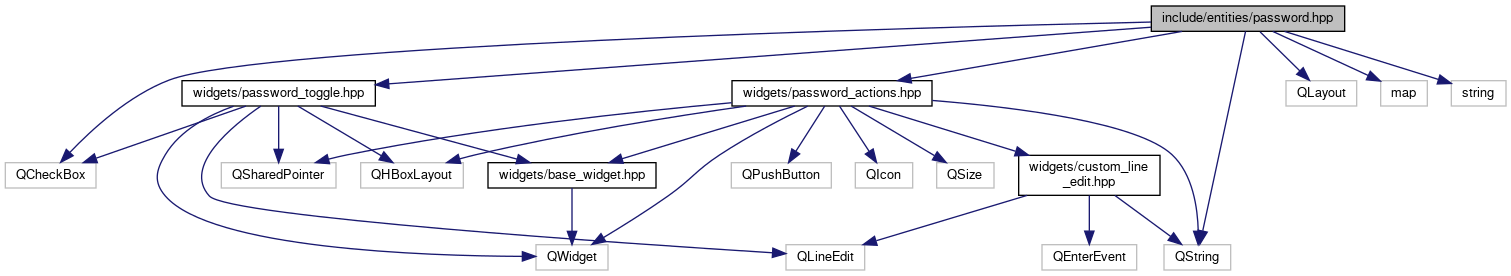 include/entities/password.hpp
widgets/password_toggle.hpp
widgets/password_actions.hpp
QLayout
map
string
QCheckBox
QSharedPointer
QHBoxLayout
widgets/base_widget.hpp
QPushButton
QIcon
QSize
widgets/custom_line
_edit.hpp
QWidget
QLineEdit
QEnterEvent
QString